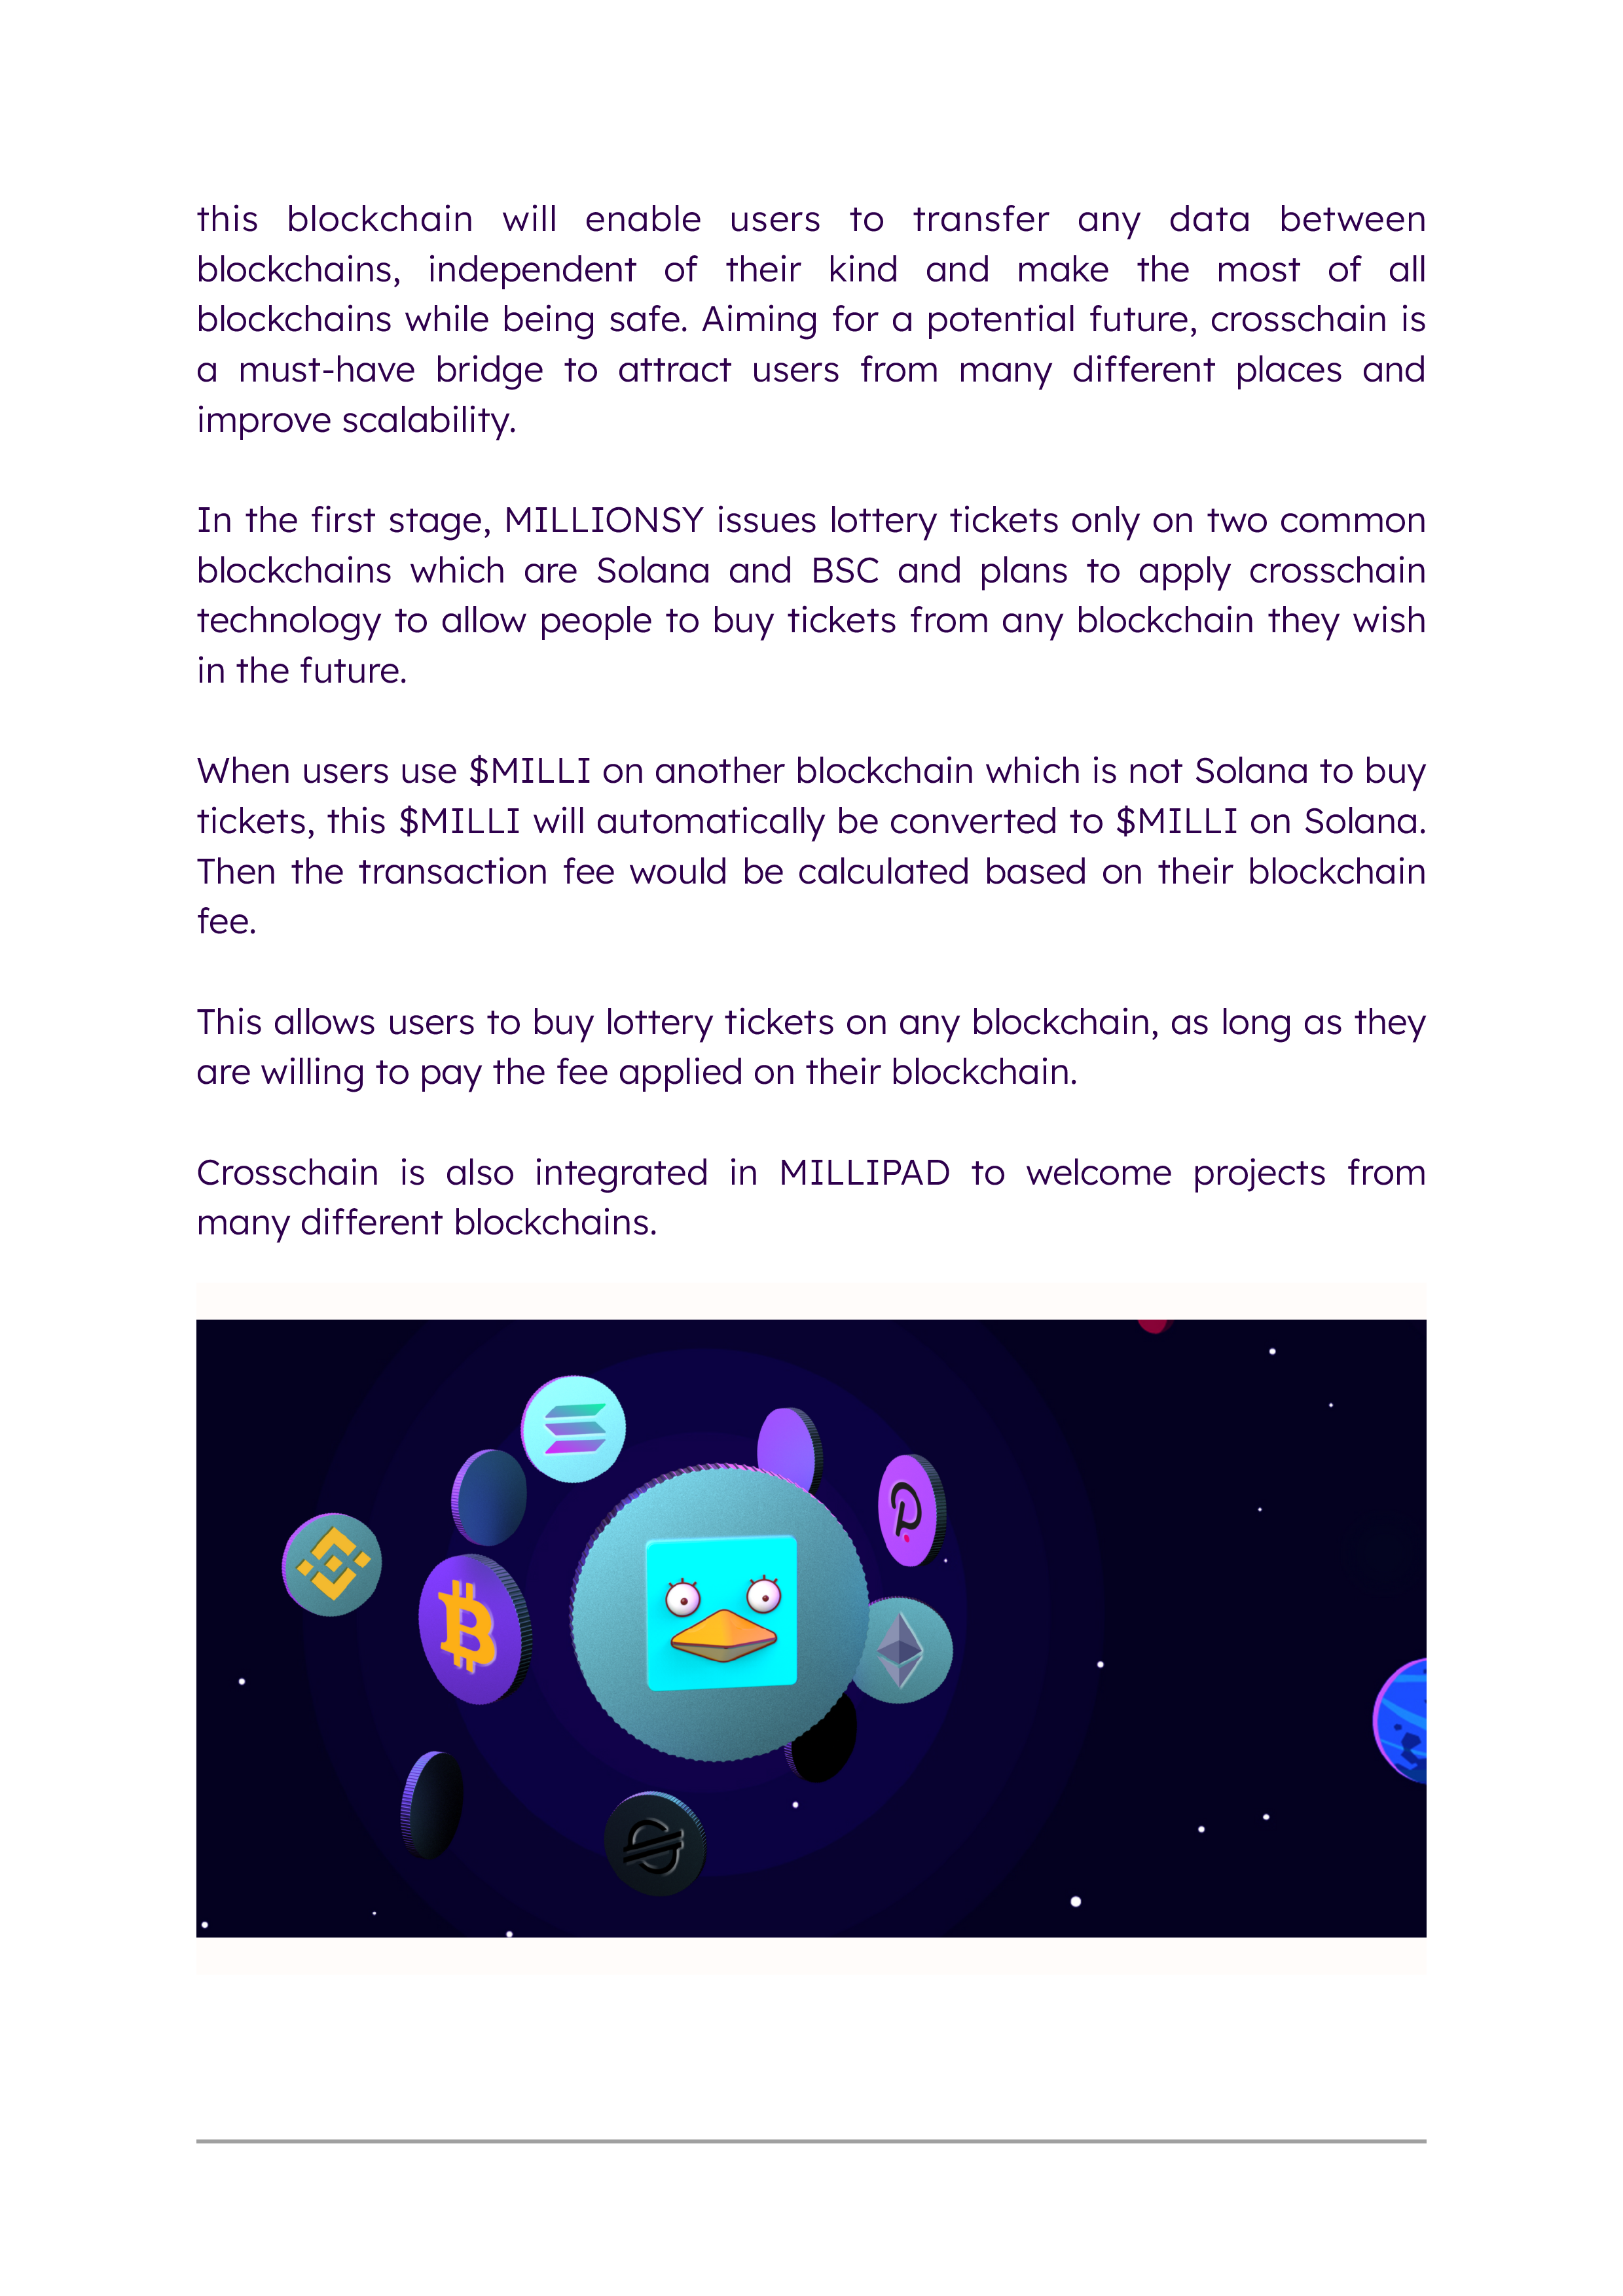 this blockchain will enable users to transfer any data between
blockchains, independent of their kind and make the most of all
blockchains while being safe. Aiming for a potential future, crosschain is
a must-have bridge to attract users from many different places and
improve scalability.
In the first stage, MILLIONSY issues lottery tickets only on two common
blockchains which are Solana and BSC and plans to apply crosschain
technology to allow people to buy tickets from any blockchain they wish
in the future.
When users use $MILLI on another blockchain which is not Solana to buy
tickets, this $MILLI will automatically be converted to $MILLI on Solana.
Then the transaction fee would be calculated based on their blockchain
fee.
This allows users to buy lottery tickets on any blockchain, as long as they
are willing to pay the fee applied on their blockchain.
Crosschain is also integrated in MILLIPAD to welcome projects from
many different blockchains.